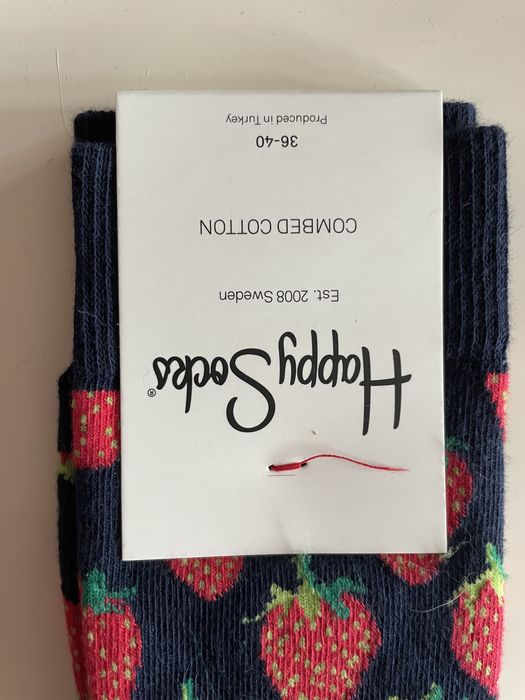 Happy Socks®
Est. 2008 Sweden
COMBED COTTON
36-40
Produced in Turkey